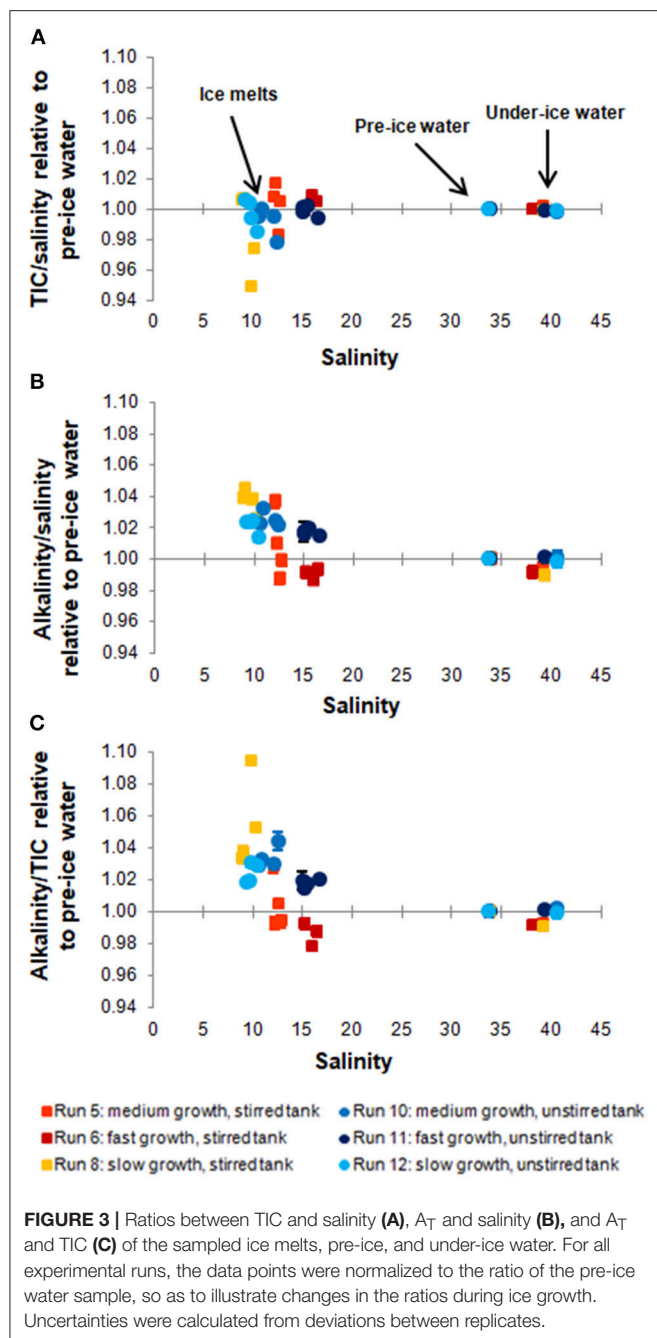 A
TIC/salinity relative to
pre-ice water
1.10
1.08
1.06
1.04
1.02
1.00
0.98
0.96
0.94
Ice melts
Pre-ice water
Under-ice water
0 5 10 15 20 25 30 35 40 45
Salinity
B
Alkalinity/salinity
relative to pre-ice water
1.10
1.08
1.06
1.04
1.02
1.00
0.98
0.96
0.94
0 5 10 15 20 25 30 35 40 45
Salinity
C
Alkalinity/TIC relative
to pre-ice water
1.10
1.08
1.06
1.04
1.02
1.00
0.98
0.96
0.94
0 5 10 15 20 25 30 35 40 45
Salinity
Run 5: medium growth, stirred tank
Run 6: fast growth, stirred tank
Run 8: slow growth, stirred tank
Run 10: medium growth, unstirred tank
Run 11: fast growth, unstirred tank
Run 12: slow growth, unstirred tank
FIGURE 3 | Ratios between TIC and salinity (A), AT and salinity (B), and AT
and TIC (C) of the sampled ice melts, pre-ice, and under-ice water. For all
experimental runs, the data points were normalized to the ratio of the pre-ice
water sample, so as to illustrate changes in the ratios during ice growth.
Uncertainties were calculated from deviations between replicates.